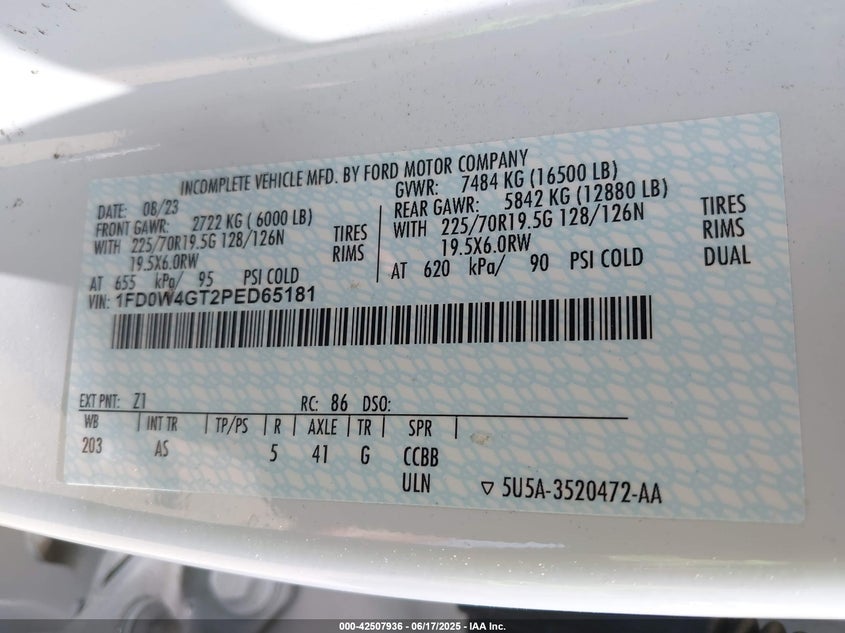 INCOMPLETE VEHICLE MFD. BY FORD MOTOR COMPANY
DATE: 08/23
FRONT GAWR: 2722 KG ( 6000 LB)
WITH 225/70R19.5G 128/126N TIRES
19.5X6.0RW RIMS
AT 655 kPa/ 95 PSI COLD
GVWR: 7484 KG (16500 LB)
REAR GAWR: 5842 KG (12880 LB)
WITH 225/70R19.5G 128/126N TIRES
19.5X6.0RW RIMS
AT 620 kPa/ 90 PSI COLD DUAL
VIN: 1FD0W4GT2PED65181
EXT PNT: Z1 RC: 86 DSO:
WB INT TR TP/PS R AXLE TR SPR
203 AS 5 41 G CCBB
ULN ▽ 5U5A-3520472-AA
000-42507936 - 06/17/2025 - IAA Inc.